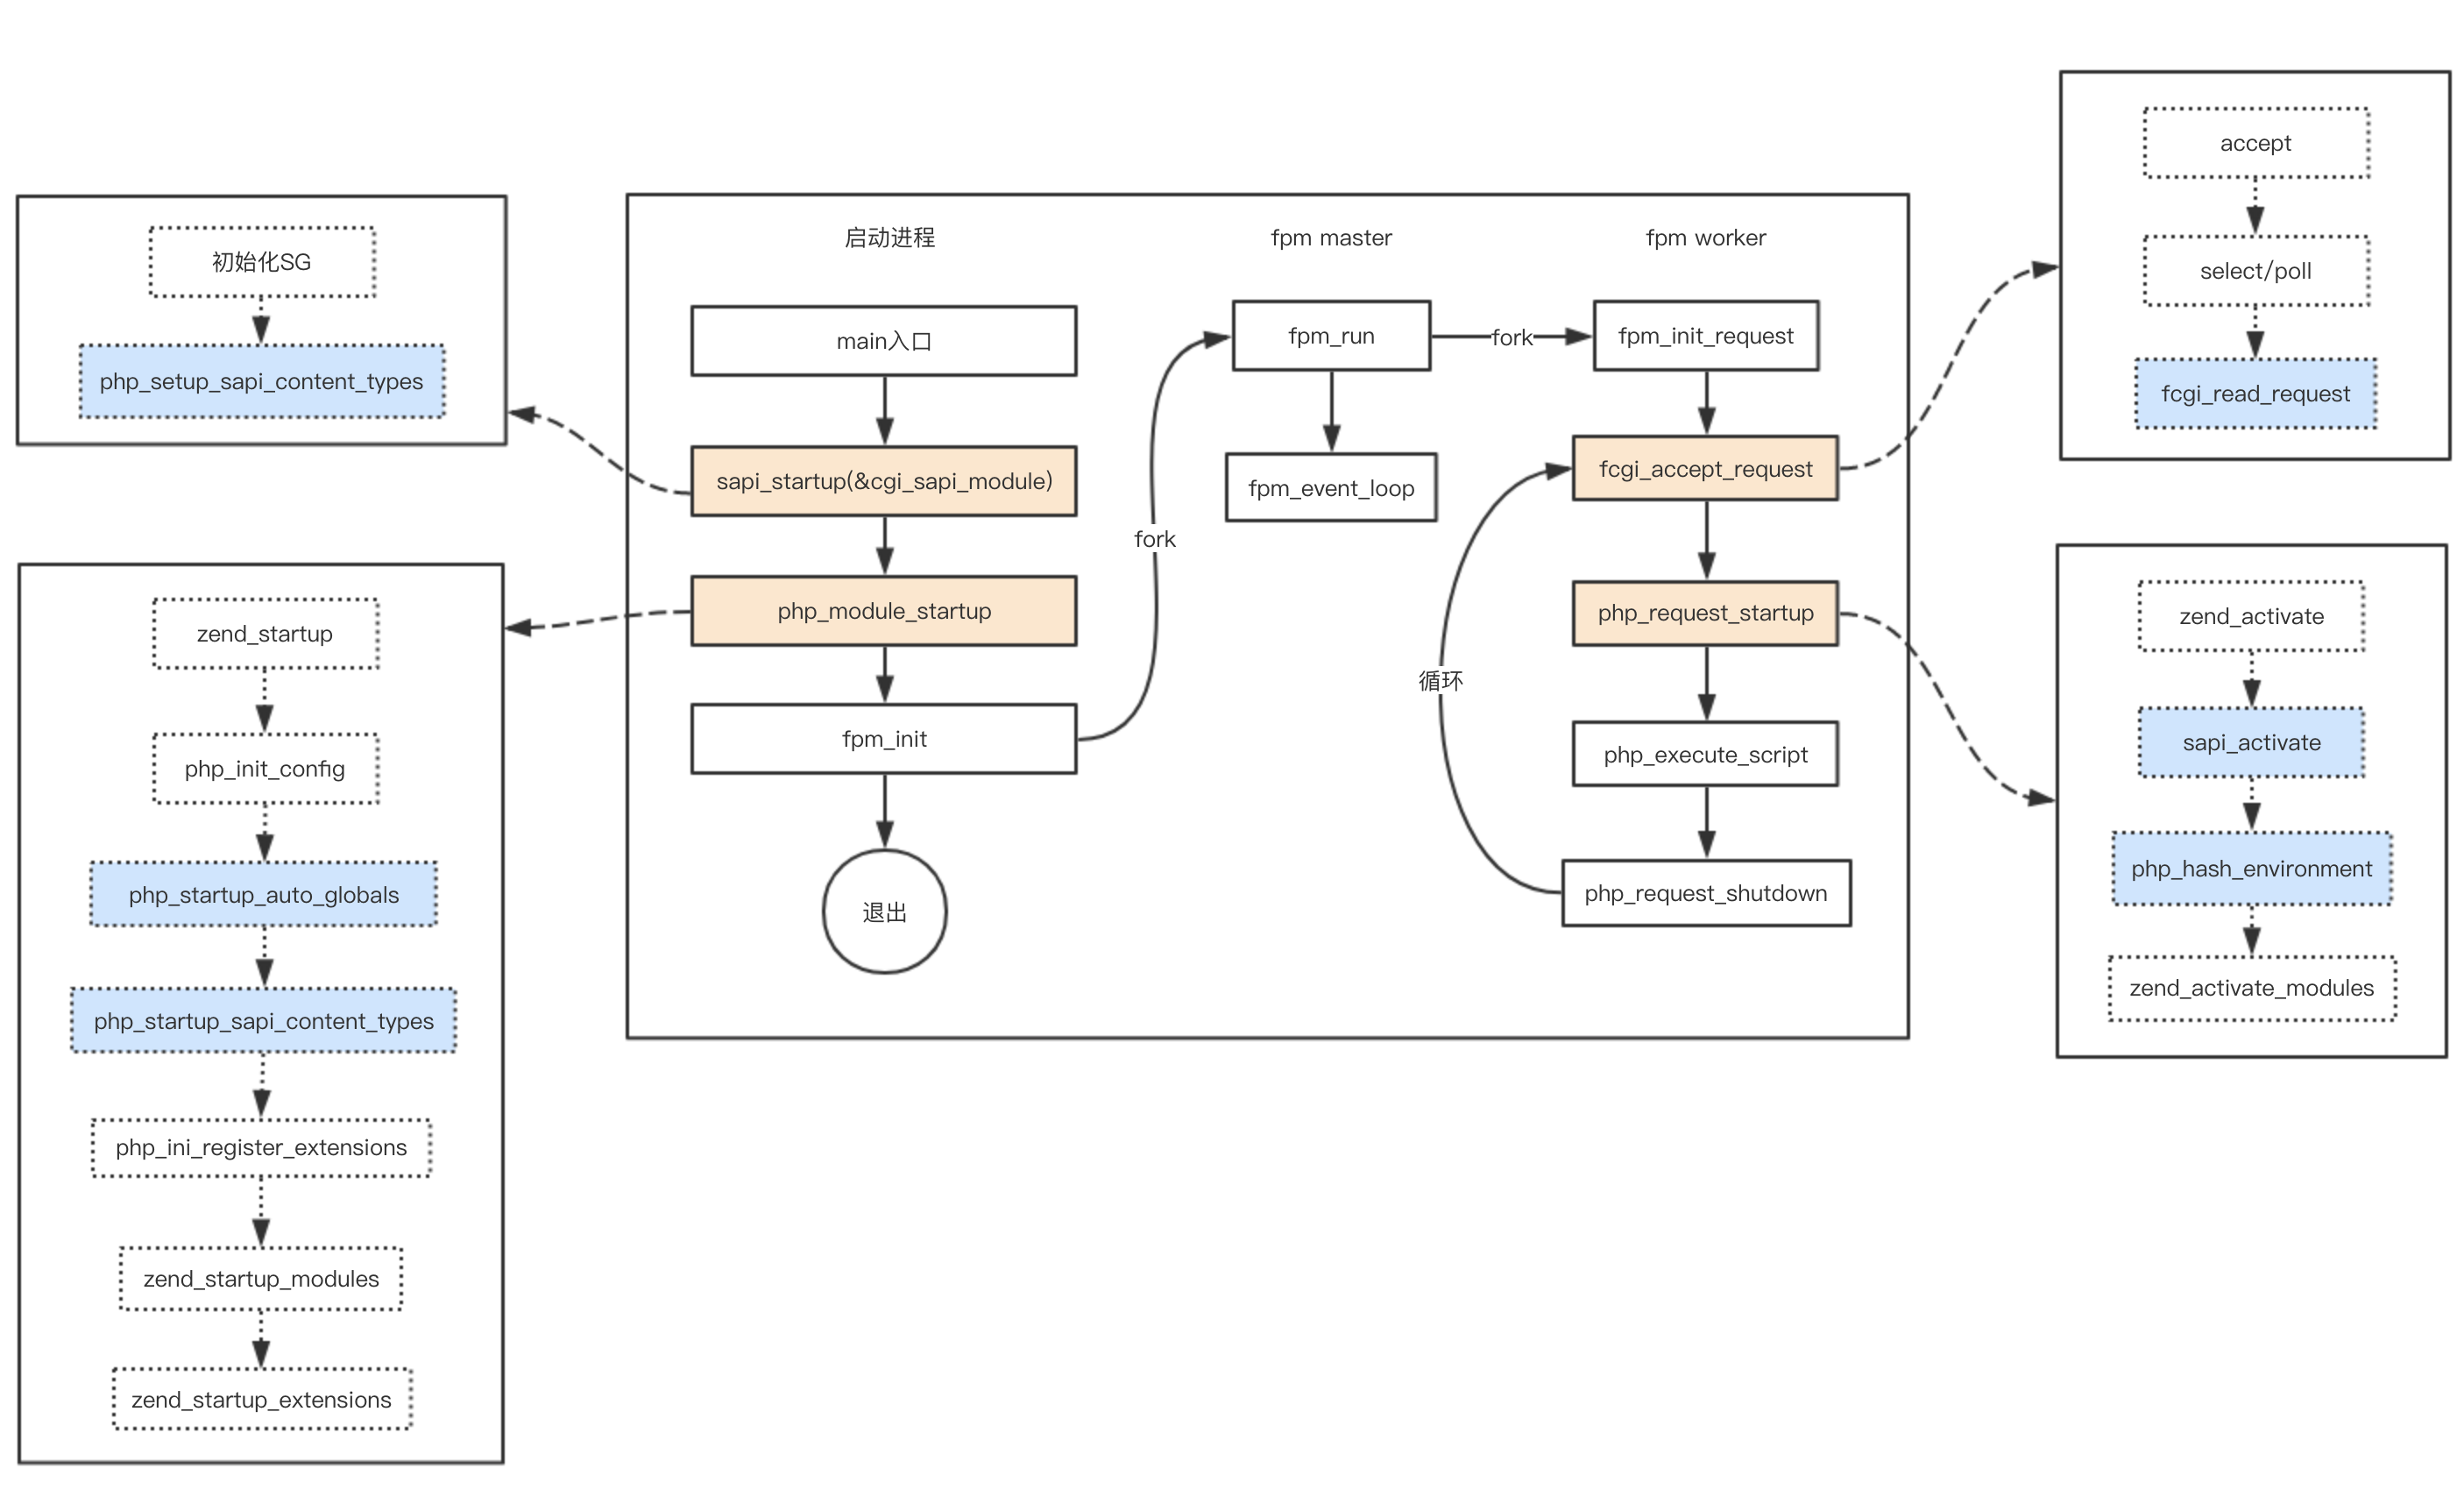 初始化SG
php_setup_sapi_content_types
zend_startup
php_init_config
php_startup_auto_globals
php_startup_sapi_content_types
php_ini_register_extensions
zend_startup_modules
zend_startup_extensions
启动进程
main入口
sapi_startup(&cgi_sapi_module)
php_module_startup
fpm_init
退出
fork
fpm master
fpm_run
fpm_event_loop
fork
fpm worker
fpm_init_request
fcgi_accept_request
php_request_startup
php_execute_script
php_request_shutdown
循环
accept
select/poll
fcgi_read_request
zend_activate
sapi_activate
php_hash_environment
zend_activate_modules